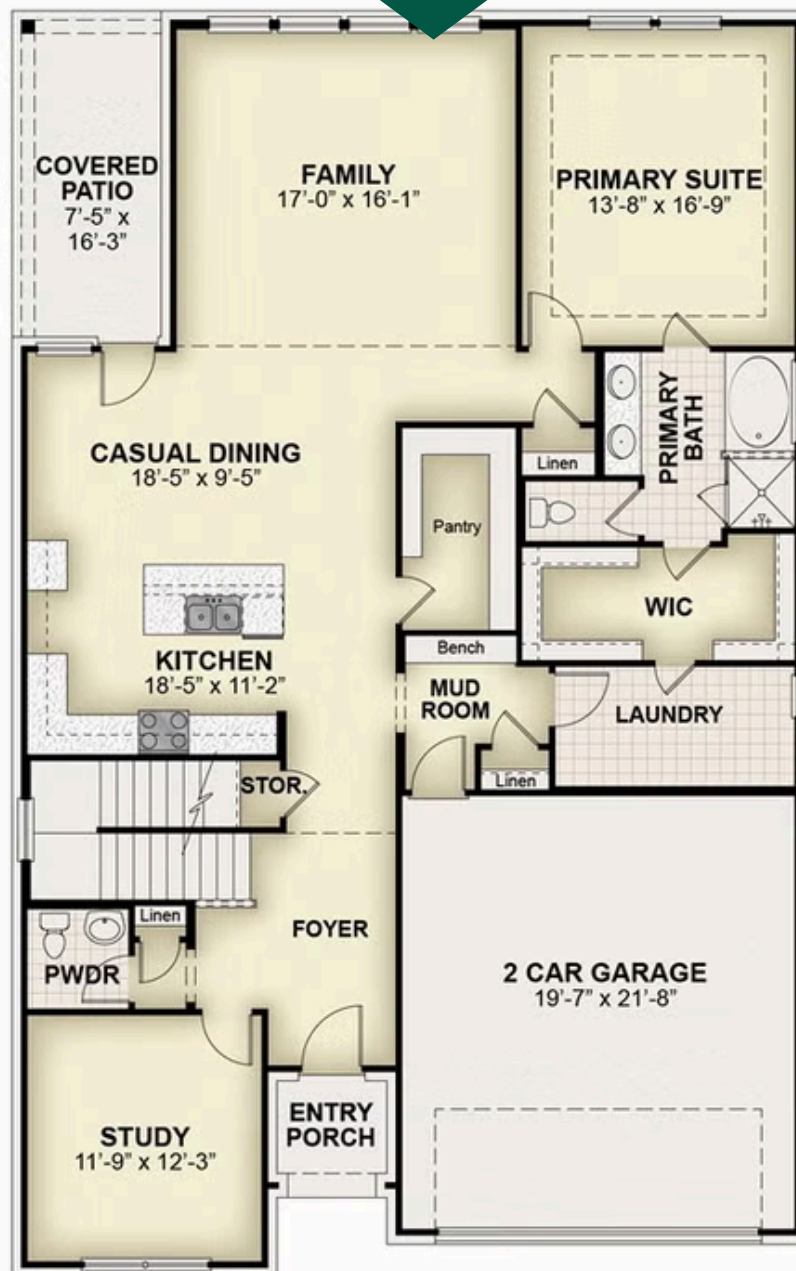 COVERED
PATIO
7'-5" x
16'-3"
FAMILY
17'-0" x 16'-1"
PRIMARY SUITE
13'-8" x 16'-9"
CASUAL DINING
18'-5" x 9'-5"
Linen
PRIMARY
BATH
Pantry
WIC
KITCHEN
18'-5" x 11'-2"
Bench
MUD
ROOM
LAUNDRY
Linen
STOR.
Linen
PWDR
FOYER
2 CAR GARAGE
19'-7" x 21'-8"
STUDY
11'-9" x 12'-3"
ENTRY
PORCH